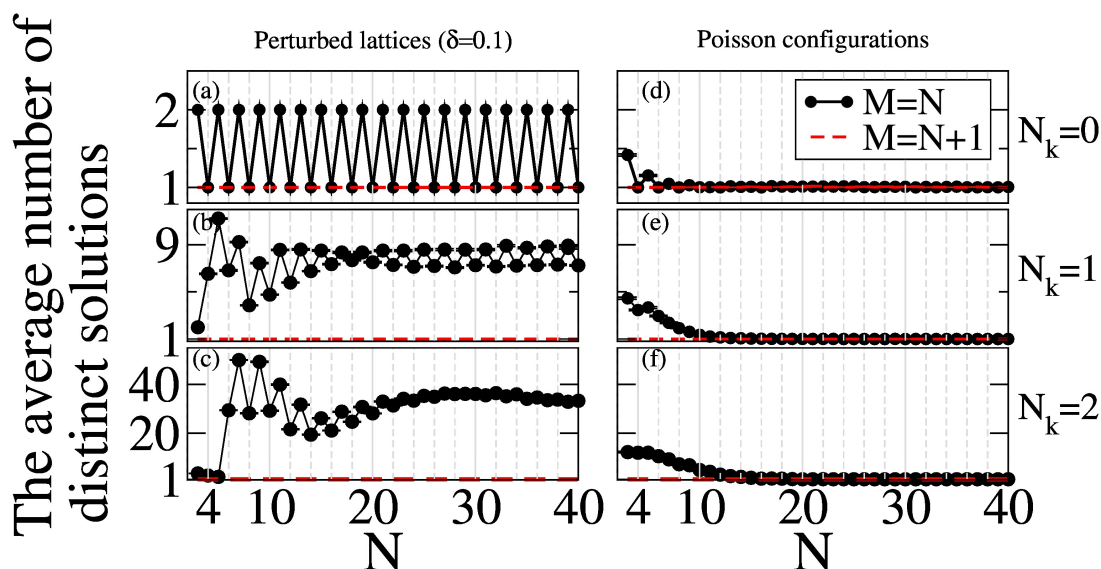 The average number of
distinct solutions
Perturbed lattices (δ=0.1)
Poisson configurations
(a)
2
1
(b)
9
1
(c)
1
40
20
1
4 10 20 30 40
N
(d)
M=N
M=N+1
N_k=0
(e)
N_k=1
(f)
N_k=2
4 10 20 30 40
N